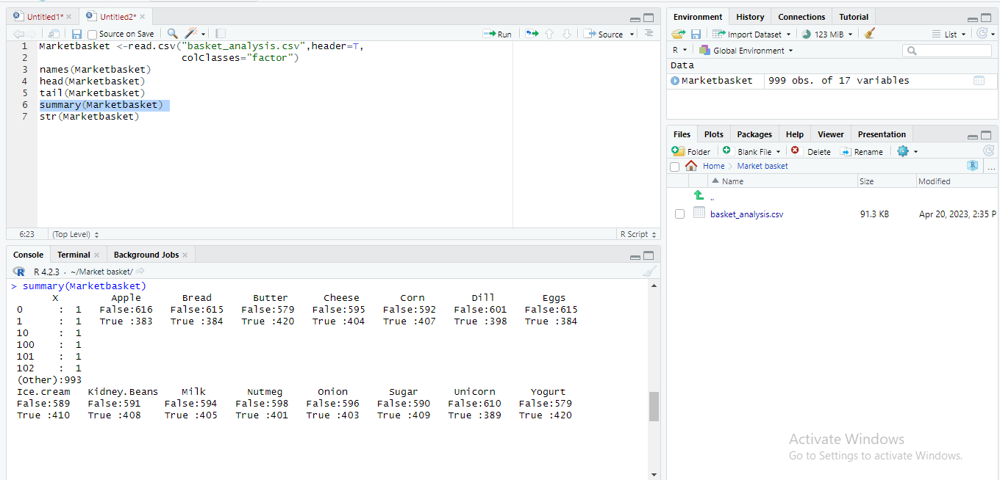 Untitled1* Untitled2*
Source on Save Run Source
1 Marketbasket <-read.csv("basket_analysis.csv",header=T,
2 colClasses="factor")
3 names(Marketbasket)
4 head(Marketbasket)
5 tail(Marketbasket)
6 summary(Marketbasket)
7 str(Marketbasket)
6:23 (Top Level) R Script
Console Terminal Background Jobs
R 4.2.3 · ~/Market basket/
> summary(Marketbasket)
X Apple Bread Butter Cheese Corn Dill Eggs
0 : 1 False:616 False:615 False:579 False:595 False:592 False:601 False:615
1 : 1 True :383 True :384 True :420 True :404 True :407 True :398 True :384
10 : 1
100 : 1
101 : 1
102 : 1
(Other):993
Ice.cream Kidney.Beans Milk Nutmeg Onion Sugar Unicorn Yogurt
False:589 False:591 False:594 False:598 False:596 False:590 False:610 False:579
True :410 True :408 True :405 True :401 True :403 True :409 True :389 True :420
Environment History Connections Tutorial
Import Dataset 123 MiB List
R Global Environment
Data
Marketbasket 999 obs. of 17 variables
Files Plots Packages Help Viewer Presentation
Folder Blank File Delete Rename
Home Market basket ...
Name Size Modified
..
basket_analysis.csv 91.3 KB Apr 20, 2023, 2:35 P
Activate Windows
Go to Settings to activate Windows.